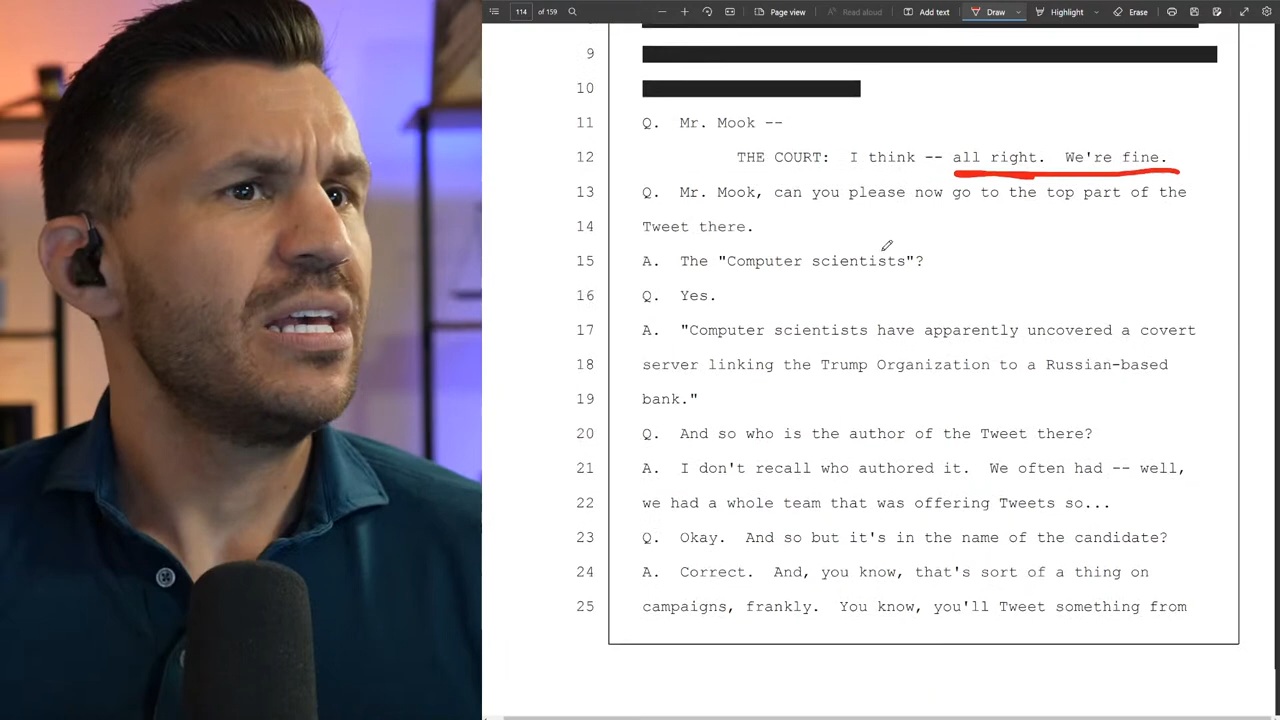 114 of 159 Page view Read aloud Add text Draw Highlight Erase
9
10
11 Q. Mr. Mook --
12 THE COURT: I think -- all right. We're fine.
13 Q. Mr. Mook, can you please now go to the top part of the
14 Tweet there.
15 A. The "Computer scientists"?
16 Q. Yes.
17 A. "Computer scientists have apparently uncovered a covert
18 server linking the Trump Organization to a Russian-based
19 bank."
20 Q. And so who is the author of the Tweet there?
21 A. I don't recall who authored it. We often had -- well,
22 we had a whole team that was offering Tweets so...
23 Q. Okay. And so but it's in the name of the candidate?
24 A. Correct. And, you know, that's sort of a thing on
25 campaigns, frankly. You know, you'll Tweet something from